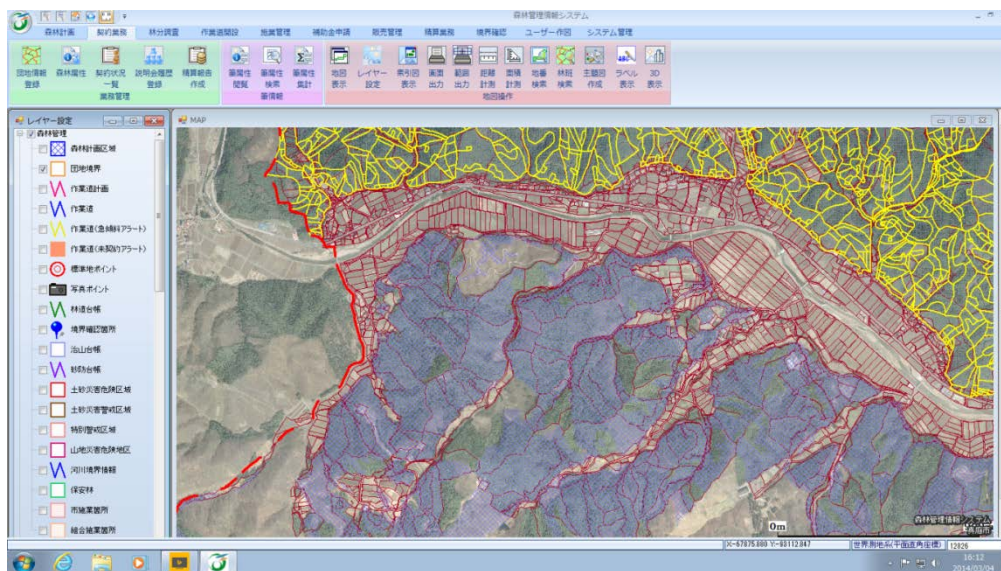 森林管理情報システム
森林計画 契約業務 林分調査 作業道開設 施業管理 補助金申請 販売管理 精算業務 境界確認 ユーザー作図 システム管理
団地情報 森林属性 契約状況 説明会履歴 精算報告 筆属性 筆属性 筆属性 地図 レイヤー 索引図 画面 範囲 距離 面積 地番 林班 主題図 ラベル 3D
登録 一覧 登録 作成 閲覧 検索 集計 表示 設定 表示 出力 出力 計測 計測 検索 検索 作成 表示 表示
業務管理 筆情報 地図操作
レイヤー設定
MAP
森林管理
森林計画区域
団地境界
作業道計画
作業道
作業道(急傾斜アラート)
作業道(未契約アラート)
標準地ポイント
写真ポイント
林道台帳
境界確認箇所
治山台帳
砂防台帳
土砂災害危険区域
土砂災害警戒区域
特別警戒区域
山地災害危険地区
河川境界情報
保安林
市施業箇所
組合施業箇所
0m
森林管理情報システム
世界測地系(平面直角座標)
12826
16:12
2014/03/04